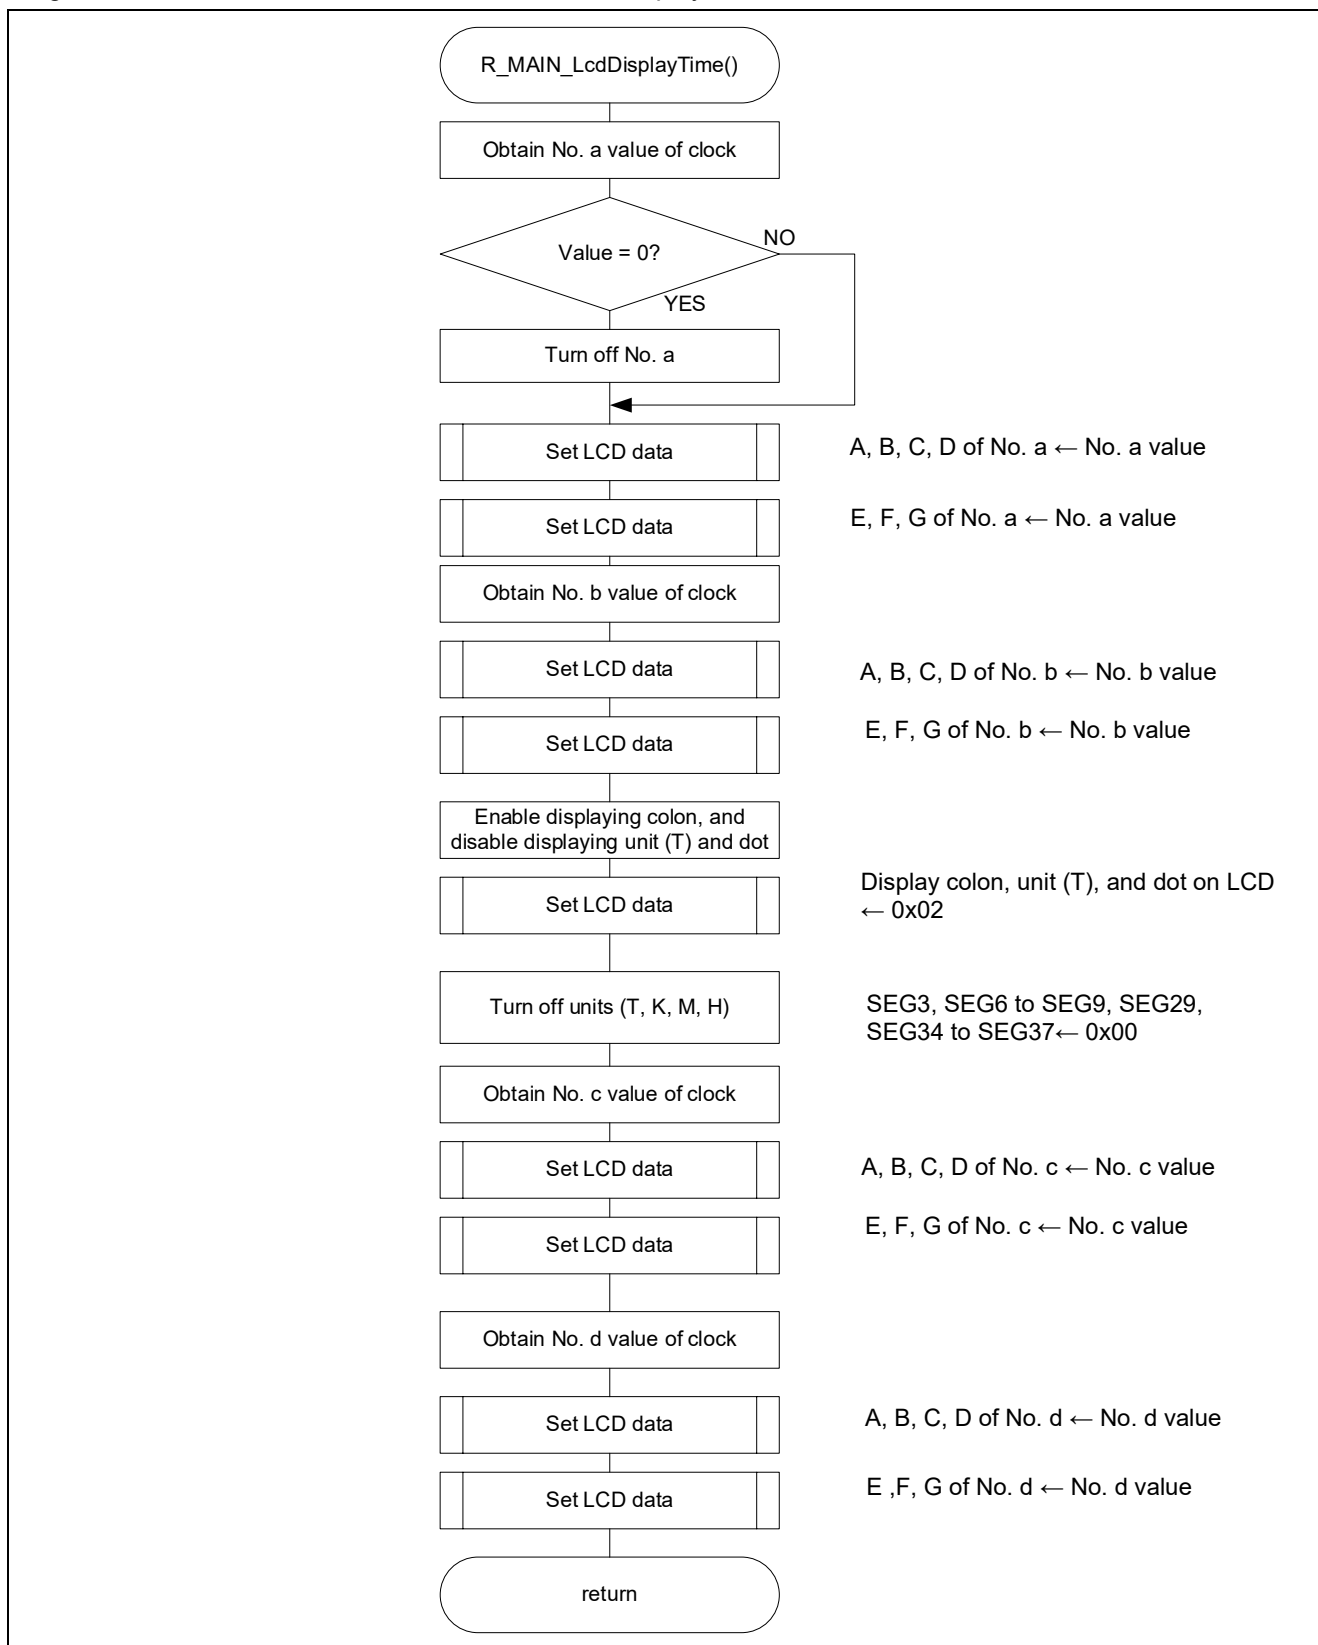 R_MAIN_LcdDisplayTime()
Obtain No. a value of clock
Value = 0?
NO
YES
Turn off No. a
Set LCD data
A, B, C, D of No. a ← No. a value
Set LCD data
E, F, G of No. a ← No. a value
Obtain No. b value of clock
Set LCD data
A, B, C, D of No. b ← No. b value
Set LCD data
E, F, G of No. b ← No. b value
Enable displaying colon, and
disable displaying unit (T) and dot
Set LCD data
Display colon, unit (T), and dot on LCD
← 0x02
Turn off units (T, K, M, H)
SEG3, SEG6 to SEG9, SEG29,
SEG34 to SEG37← 0x00
Obtain No. c value of clock
Set LCD data
A, B, C, D of No. c ← No. c value
Set LCD data
E, F, G of No. c ← No. c value
Obtain No. d value of clock
Set LCD data
A, B, C, D of No. d ← No. d value
Set LCD data
E ,F, G of No. d ← No. d value
return